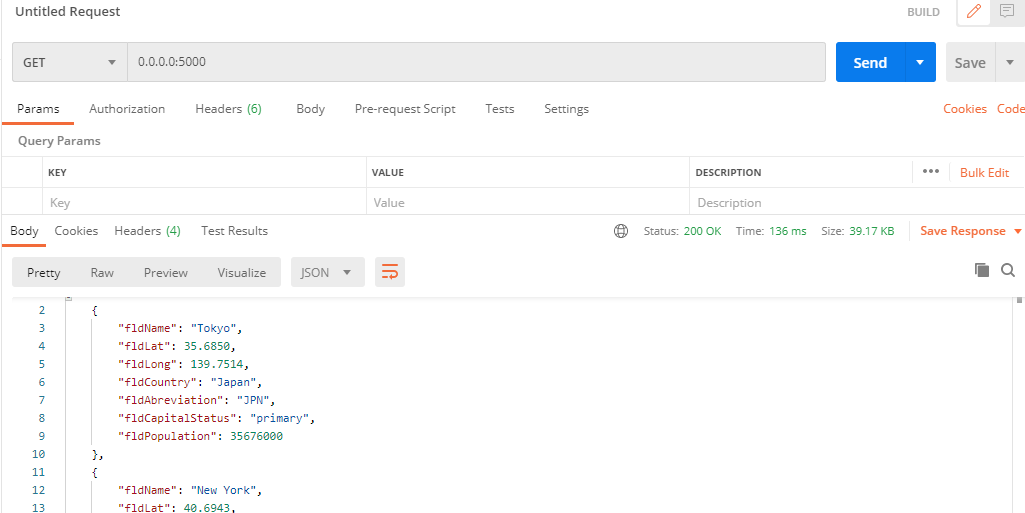 Untitled Request BUILD
GET 0.0.0.0:5000 Send Save
Params Authorization Headers (6) Body Pre-request Script Tests Settings Cookies Code
Query Params
KEY VALUE DESCRIPTION ••• Bulk Edit
Key Value Description
Body Cookies Headers (4) Test Results Status: 200 OK Time: 136 ms Size: 39.17 KB Save Response
Pretty Raw Preview Visualize JSON
2 {
3 "fldName": "Tokyo",
4 "fldLat": 35.6850,
5 "fldLong": 139.7514,
6 "fldCountry": "Japan",
7 "fldAbreviation": "JPN",
8 "fldCapitalStatus": "primary",
9 "fldPopulation": 35676000
10 },
11 {
12 "fldName": "New York",
13 "fldLat": 40.6943,